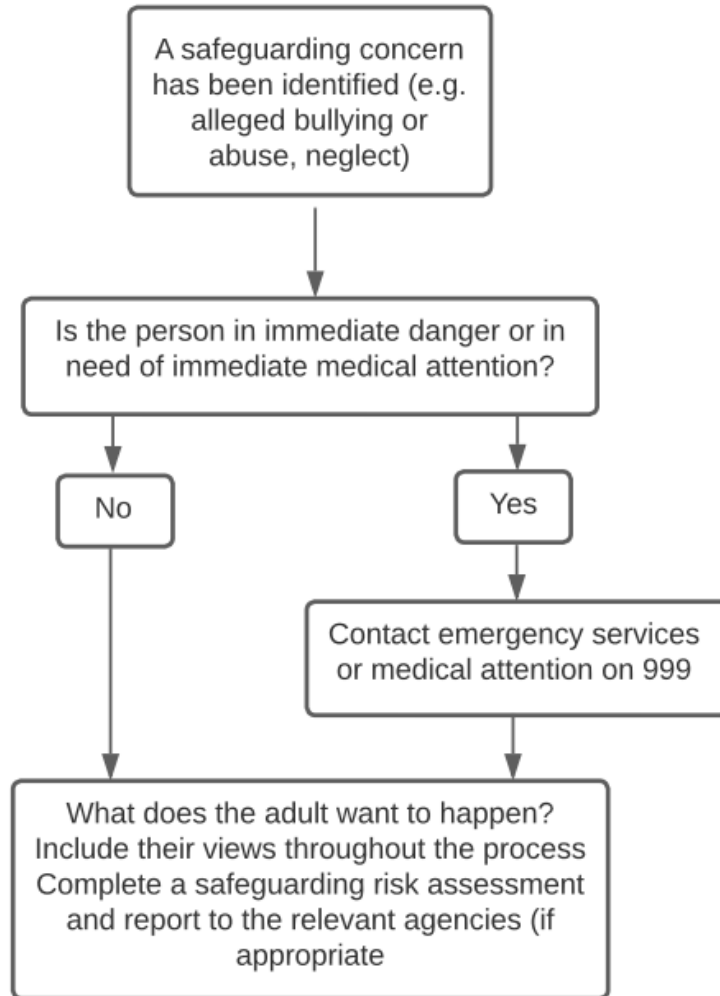 A safeguarding concern
has been identified (e.g.
alleged bullying or
abuse, neglect)
Is the person in immediate danger or in
need of immediate medical attention?
No
Yes
Contact emergency services
or medical attention on 999
What does the adult want to happen?
Include their views throughout the process
Complete a safeguarding risk assessment
and report to the relevant agencies (if
appropriate